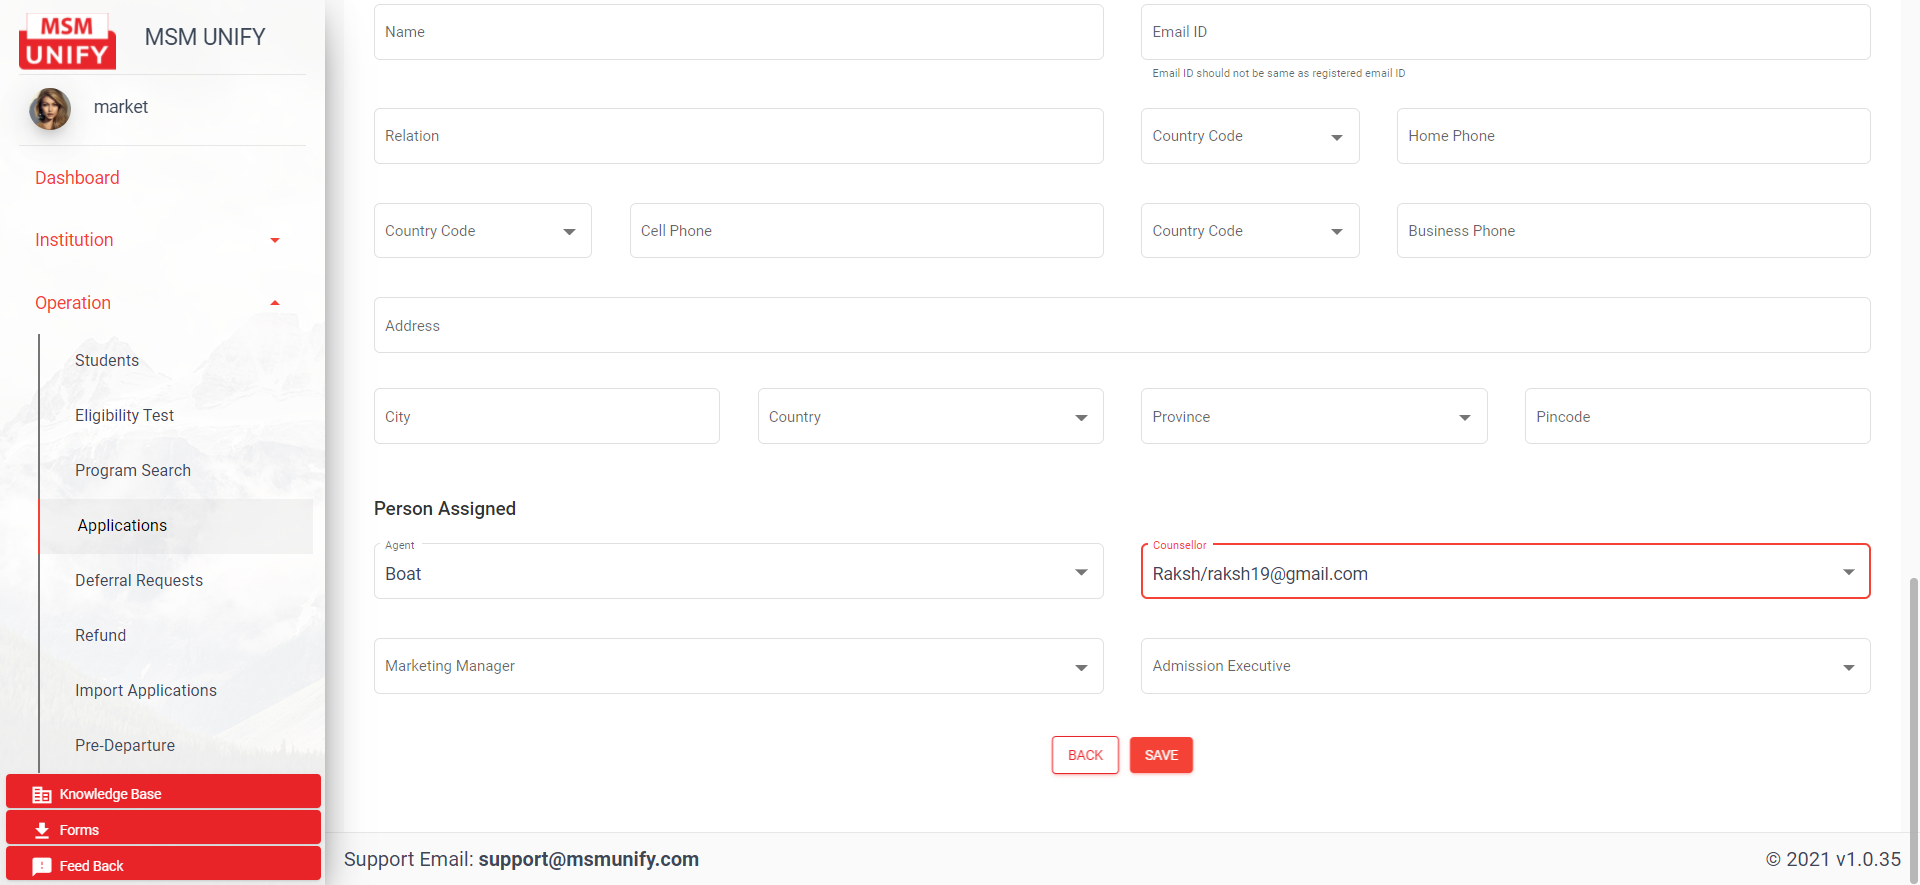 MSM
UNIFY
MSM UNIFY
market
Dashboard
Institution
Operation
Students
Eligibility Test
Program Search
Applications
Deferral Requests
Refund
Import Applications
Pre-Departure
Knowledge Base
Forms
Feed Back
Name
Email ID
Email ID should not be same as registered email ID
Relation
Country Code
Home Phone
Country Code
Cell Phone
Country Code
Business Phone
Address
City
Country
Province
Pincode
Person Assigned
Agent
Boat
Counsellor
Raksh/raksh19@gmail.com
Marketing Manager
Admission Executive
BACK
SAVE
Support Email: support@msmunify.com
© 2021 v1.0.35